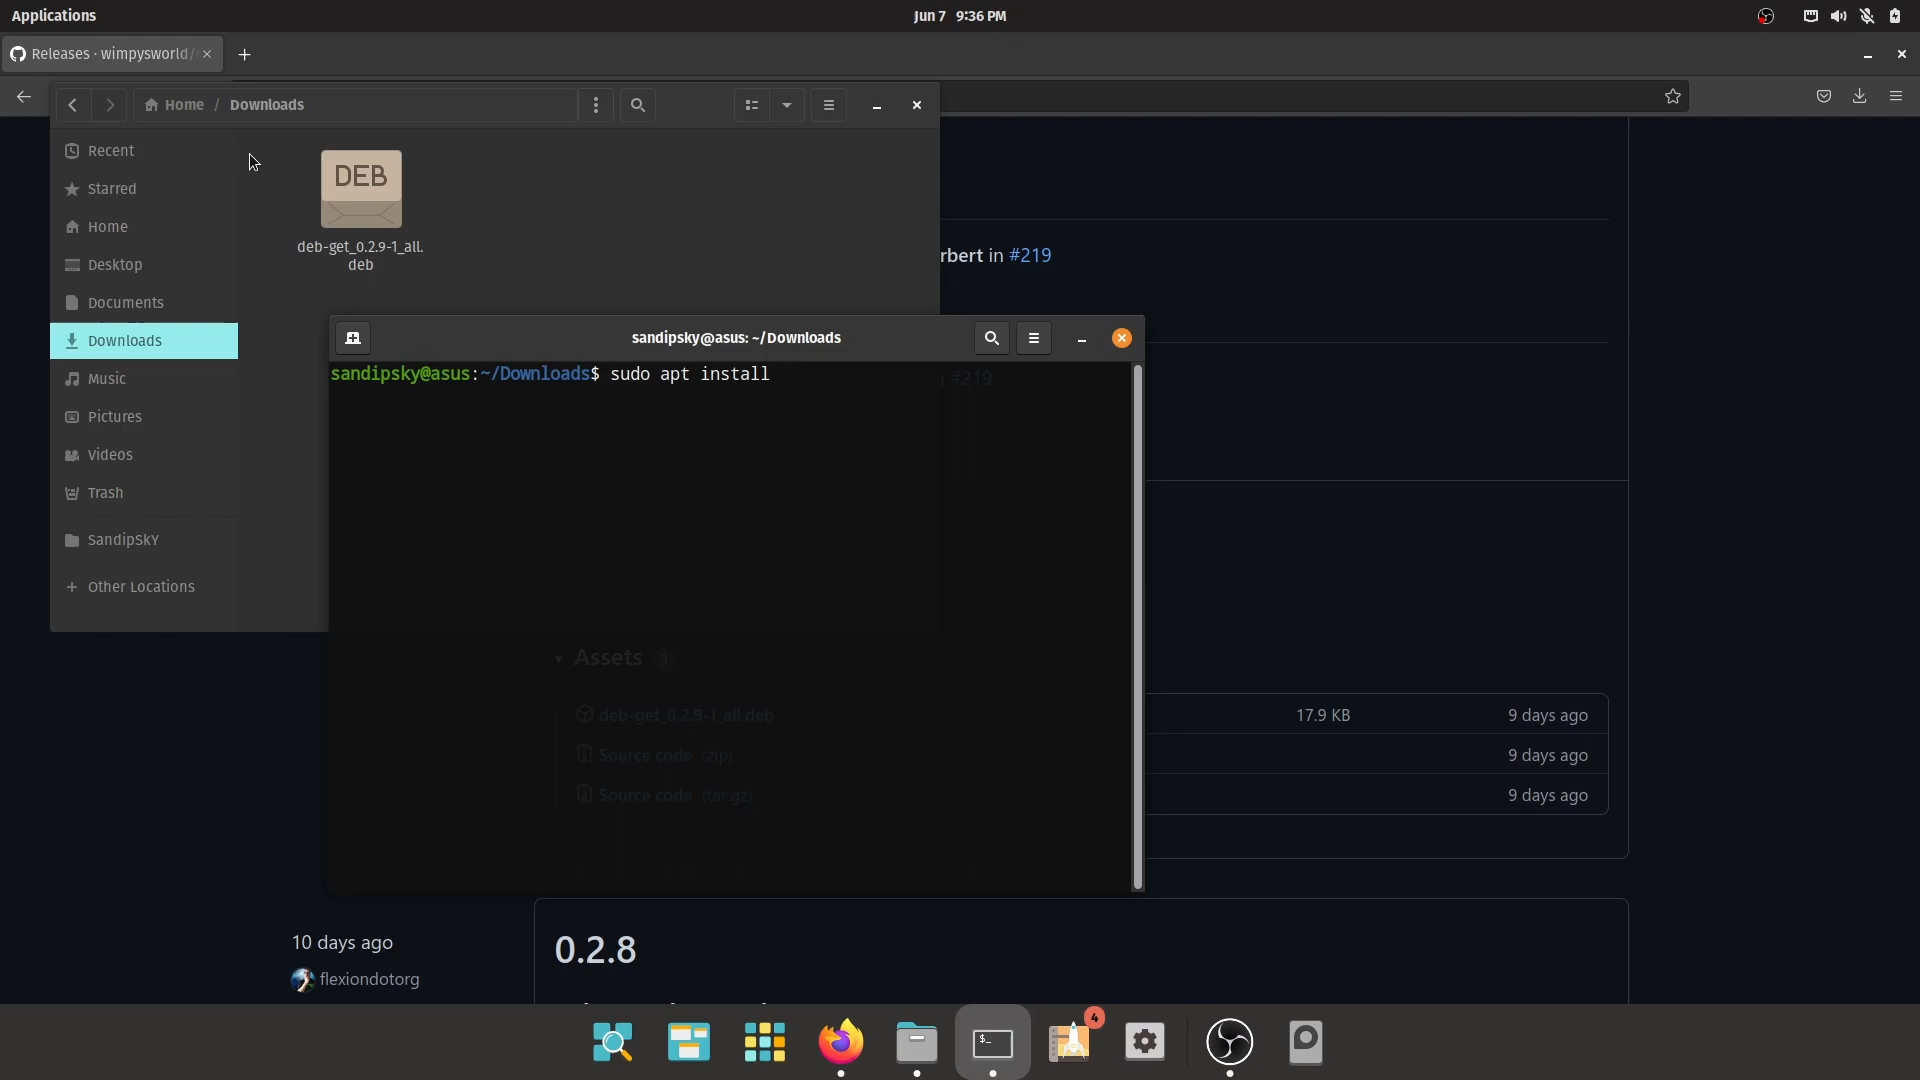 Applications
Jun 7 9:36 PM
Releases · wimpysworld/
Home / Downloads
Recent
Starred
Home
Desktop
Documents
Downloads
Music
Pictures
Videos
Trash
SandipSkY
+ Other Locations
DEB
deb-get_0.2.9-1_all.
deb
rbert in #219
sandipsky@asus: ~/Downloads
sandipsky@asus:~/Downloads$ sudo apt install
#219
Assets 3
deb-get_0.2.9-1_all.deb 17.9 KB 9 days ago
Source code (zip) 9 days ago
Source code (tar.gz) 9 days ago
10 days ago
flexiondotorg
0.2.8
$_
4